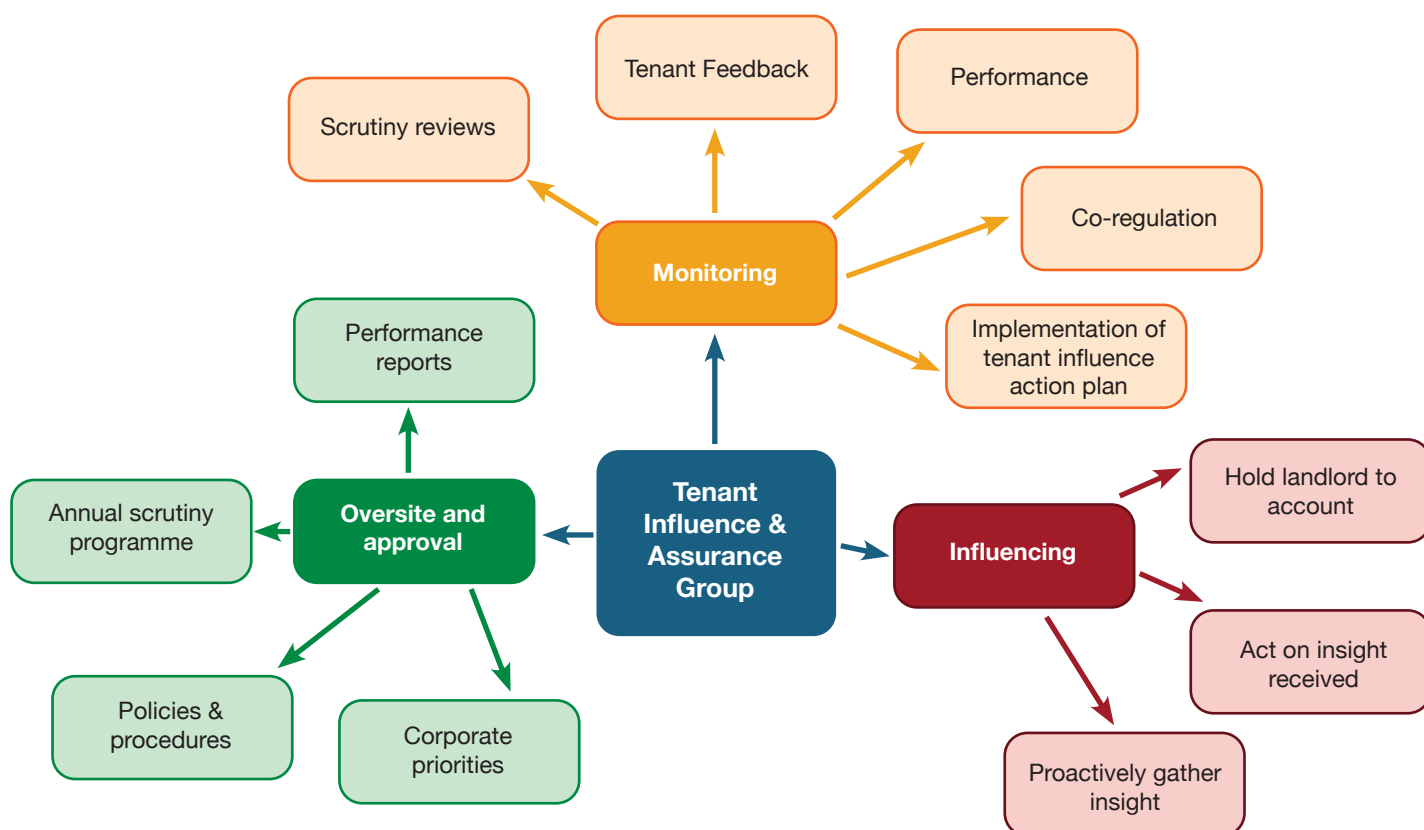 Tenant Feedback
Performance
Scrutiny reviews
Co-regulation
Monitoring
Implementation of
tenant influence
action plan
Performance
reports
Tenant
Influence &
Assurance
Group
Hold landlord to
account
Annual scrutiny
programme
Oversite and
approval
Influencing
Act on insight
received
Policies &
procedures
Corporate
priorities
Proactively gather
insight